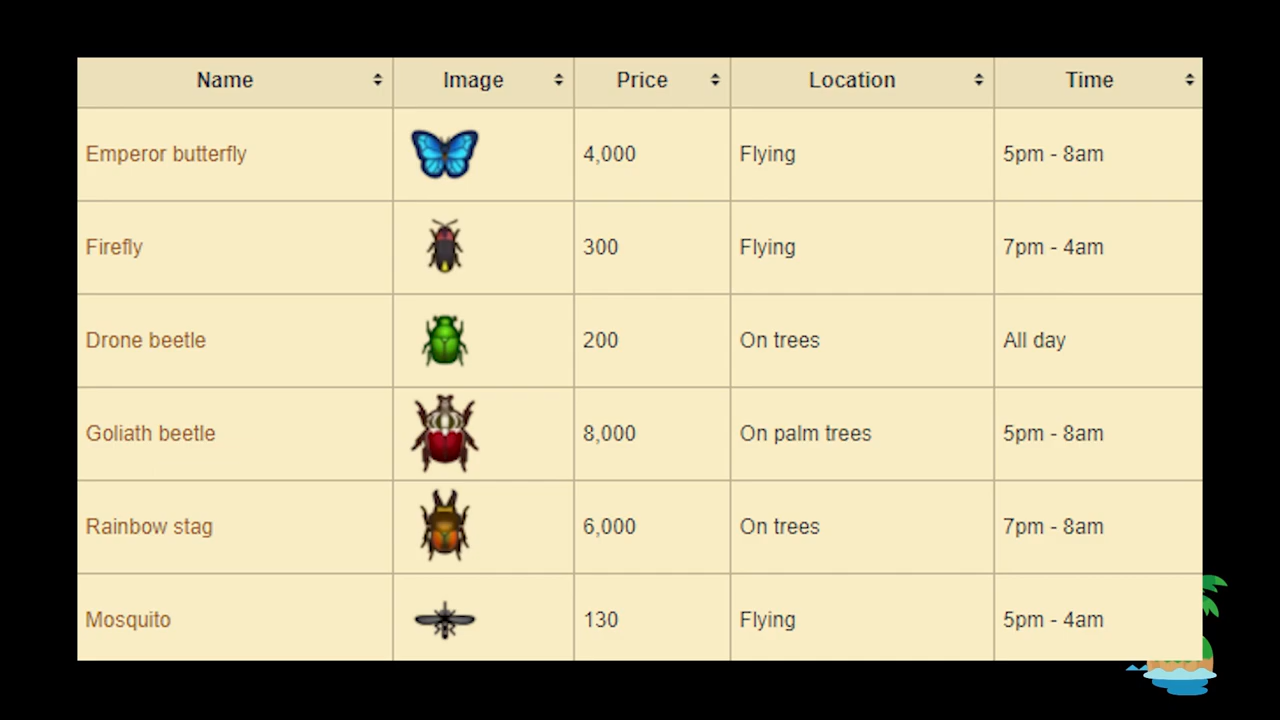 Name Image Price Location Time
Emperor butterfly 4,000 Flying 5pm - 8am
Firefly 300 Flying 7pm - 4am
Drone beetle 200 On trees All day
Goliath beetle 8,000 On palm trees 5pm - 8am
Rainbow stag 6,000 On trees 7pm - 8am
Mosquito 130 Flying 5pm - 4am